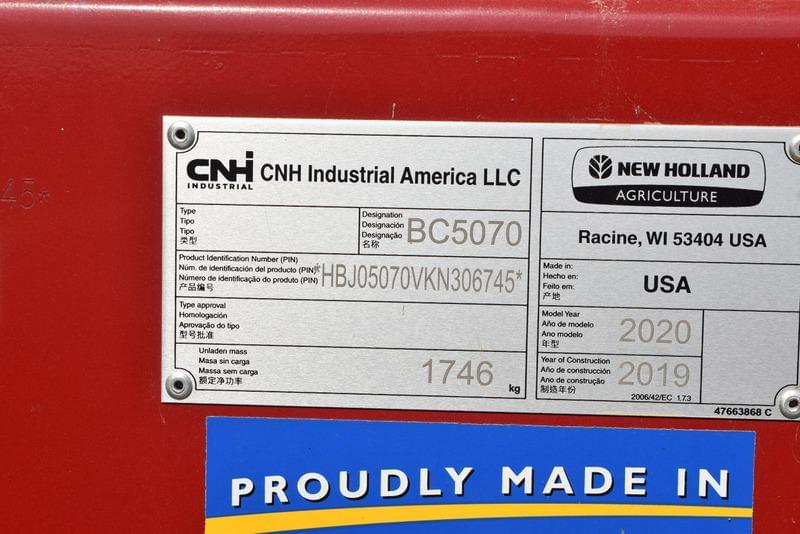 45*
CNH
INDUSTRIAL
CNH Industrial America LLC
Type
Tipo
Tipo
类型
Designation
Designación
Designação
名称
BC5070
Product Identification Number (PIN)
Núm. de identificación del producto (PIN)
Número de identificação do produto (PIN)
产品编号
*HBJ05070VKN306745*
Type approval
Homologación
Aprovação do tipo
型号批准
Unladen mass
Masa sin carga
Massa sem carga
额定净功率
1746
kg
NEW HOLLAND
AGRICULTURE
Racine, WI 53404 USA
Made in:
Hecho en:
Feito em:
产地
USA
Model Year
Año de modelo
Ano modelo
年型
2020
Year of Construction
Año de construcción
Ano de construção
制造年份
2019
2006/42/EC 1.7.3
47663868 C
PROUDLY MADE IN